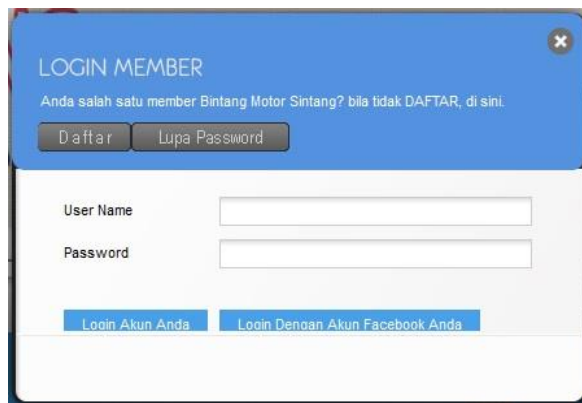 LOGIN MEMBER
Anda salah satu member Bintang Motor Sintang? bila tidak DAFTAR, di sini.
Daftar Lupa Password
User Name
Password
Login Akun Anda Login Dengan Akun Facebook Anda